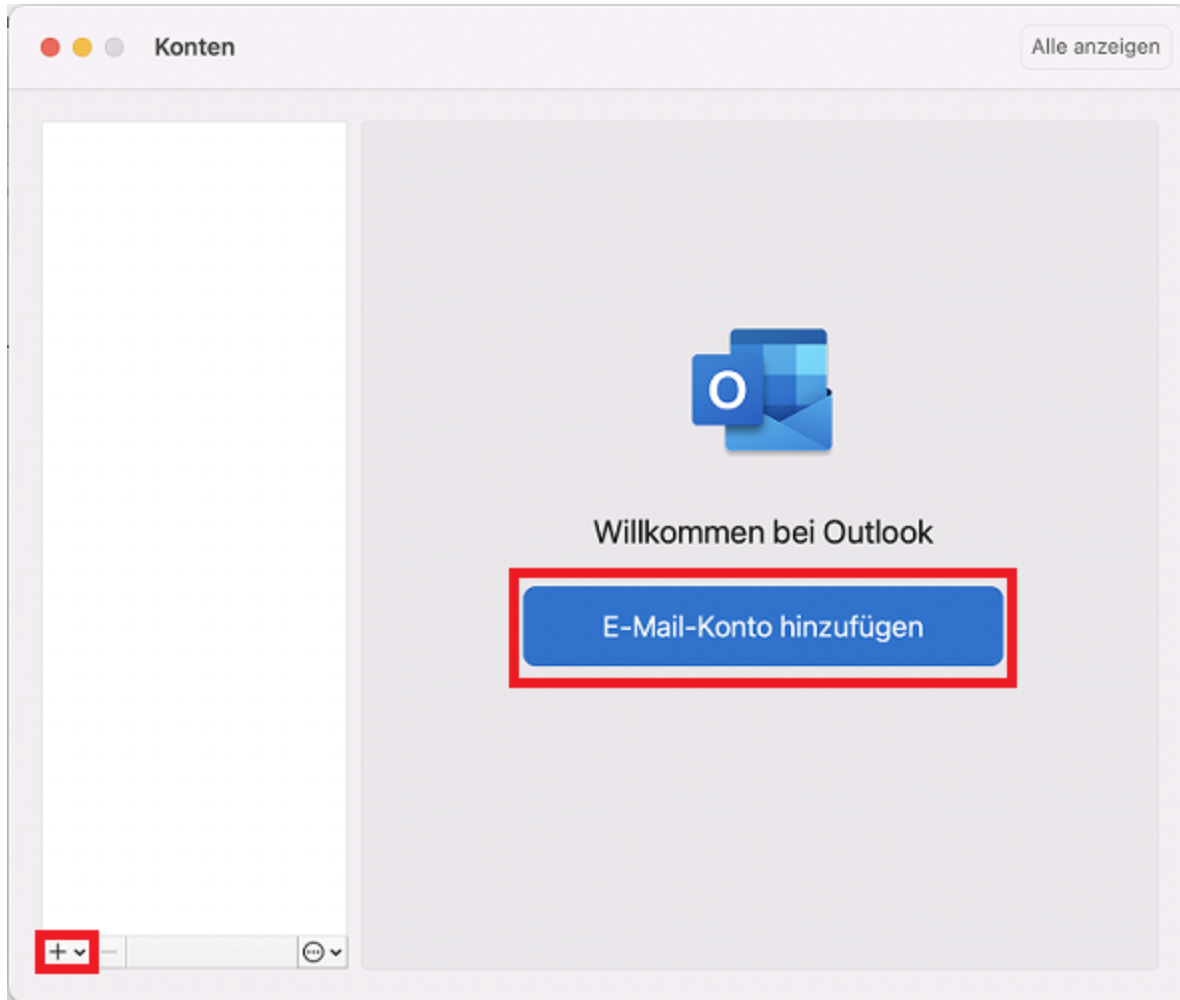 Konten
Alle anzeigen
O
Willkommen bei Outlook
E-Mail-Konto hinzufügen